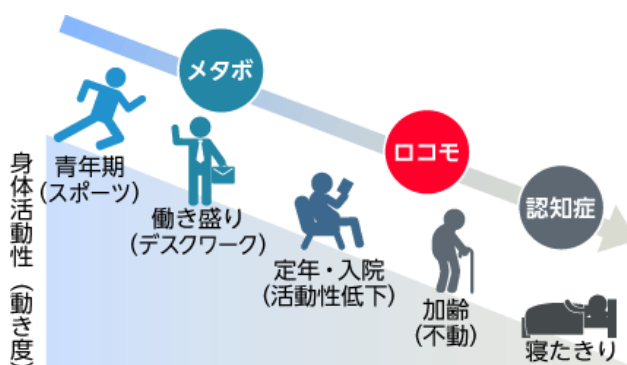 メタボ
ロコモ
認知症
青年期
(スポーツ)
働き盛り
(デスクワーク)
定年・入院
(活動性低下)
加齢
(不動)
寝たきり
身体活動性(動き度)